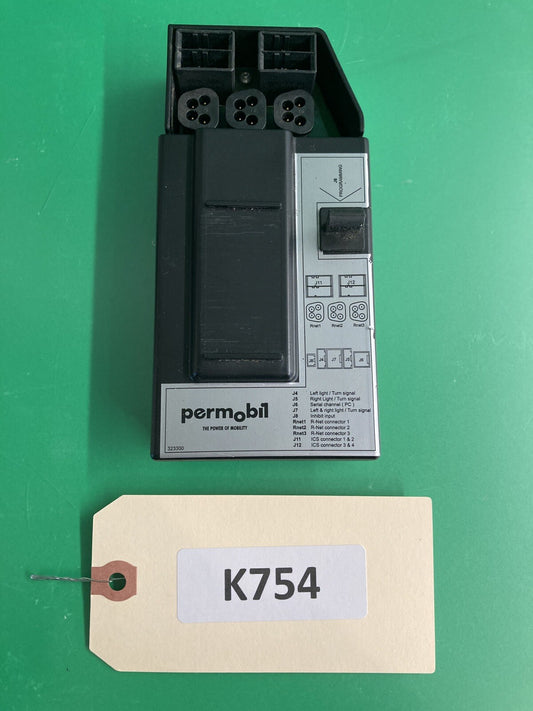 J9
PROGRAMMING
J11
J12
Rnet1
Rnet2
Rnet3
J4
J7
J5
J4 Left light / Turn signal
J5 Right Light / Turn signal
J6 Serial channel ( PC )
J7 Left & right light / Turn signal
J8 Inhibit input
Rnet1 R-Net connector 1
Rnet2 R-Net connector 2
Rnet3 R-Net connector 3
J11 ICS connector 1 & 2
J12 ICS connector 3 & 4
permobil
THE POWER OF MOBILITY
323300
K754